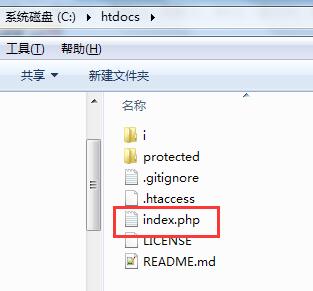 系统磁盘 (C:) ▸ htdocs ▸
工具(T) 帮助(H)
共享 ▼ 新建文件夹
名称
i
protected
.gitignore
.htaccess
index.php
LICENSE
README.md